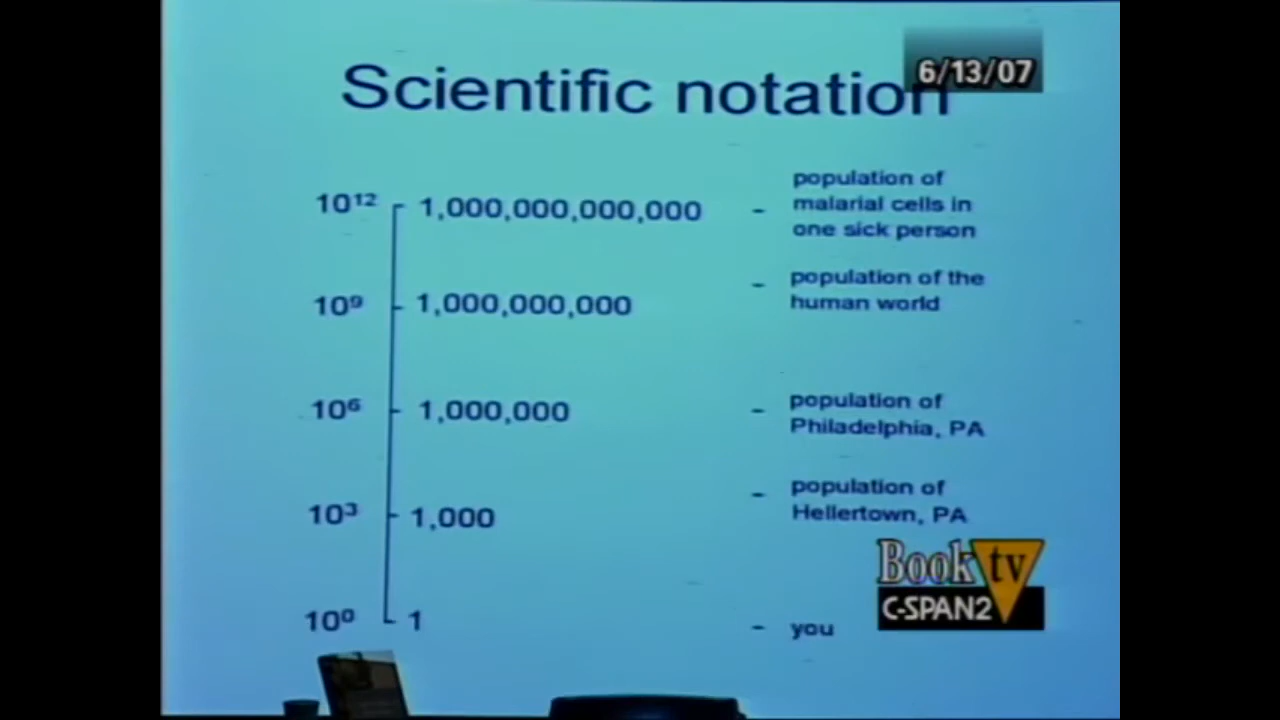 6/13/07
Scientific notation
10¹² 1,000,000,000,000 - population of
malarial cells in
one sick person
10⁹ 1,000,000,000 - population of the
human world
10⁶ 1,000,000 - population of
Philadelphia, PA
10³ 1,000 - population of
Hellertown, PA
10⁰ 1 - you
Book tv
C-SPAN2